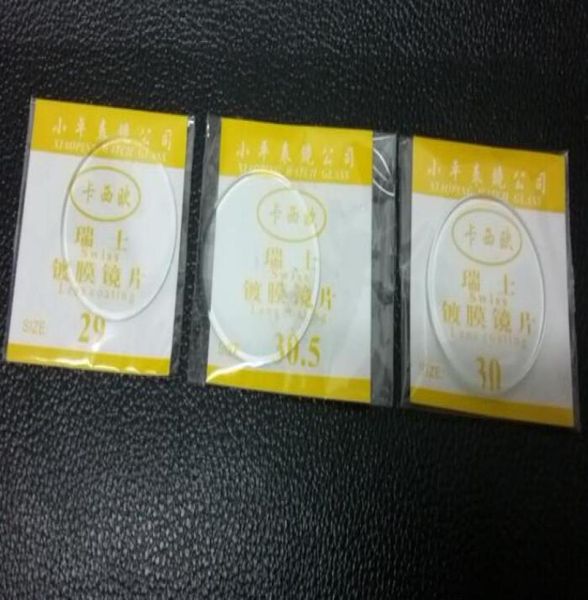 小平表镜公司
XIAOPING WATCH GLASS
卡西欧
瑞士
Swiss
镀膜镜片
Lens coating
SIZE: 29
小平表镜公司
XIAOPING WATCH GLASS
卡西欧
瑞士
Swiss
镀膜镜片
Lens coating
30.5
小平表镜公司
XIAOPING WATCH GLASS
卡西欧
瑞士
Swiss
镀膜镜片
Lens coating
SIZE: 30